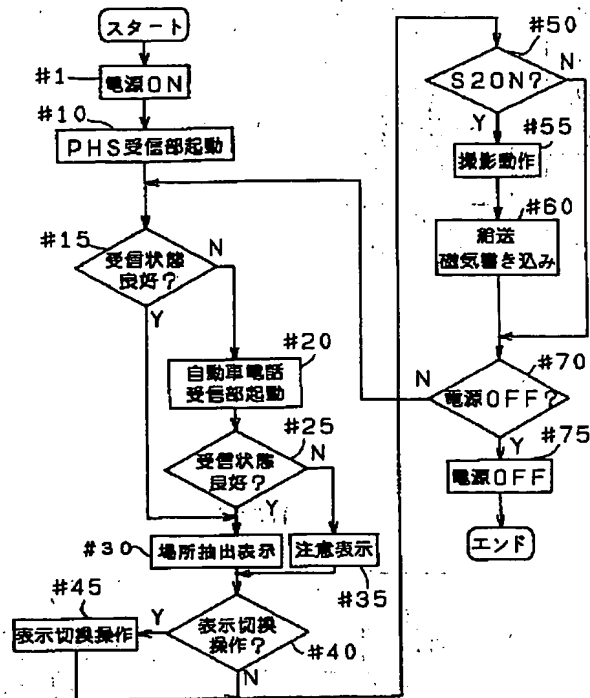 スタート
#1
電源ON
#10
PHS受信部起動
#15
受信状態
良好?
N
Y
#20
自動車電話
受信部起動
#25
受信状態
良好?
N
Y
#30
場所抽出表示
注意表示
#35
#45
表示切換操作
Y
表示切換
操作?
#40
N
#50
S2ON?
N
Y
#55
撮影動作
#60
給送
磁気書き込み
#70
N
電源OFF?
Y
#75
電源OFF
エンド